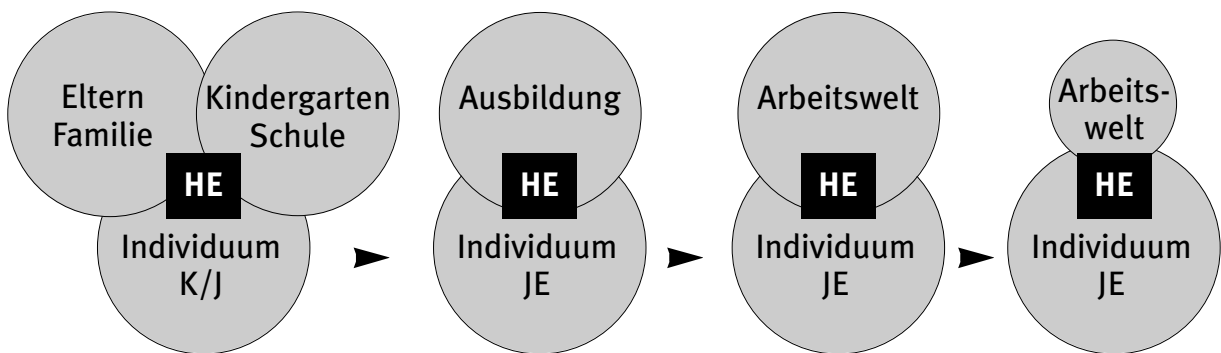 Eltern
Familie
Kindergarten
Schule
HE
Individuum
K/J
Ausbildung
HE
Individuum
JE
Arbeitswelt
HE
Individuum
JE
Arbeits-
welt
HE
Individuum
JE